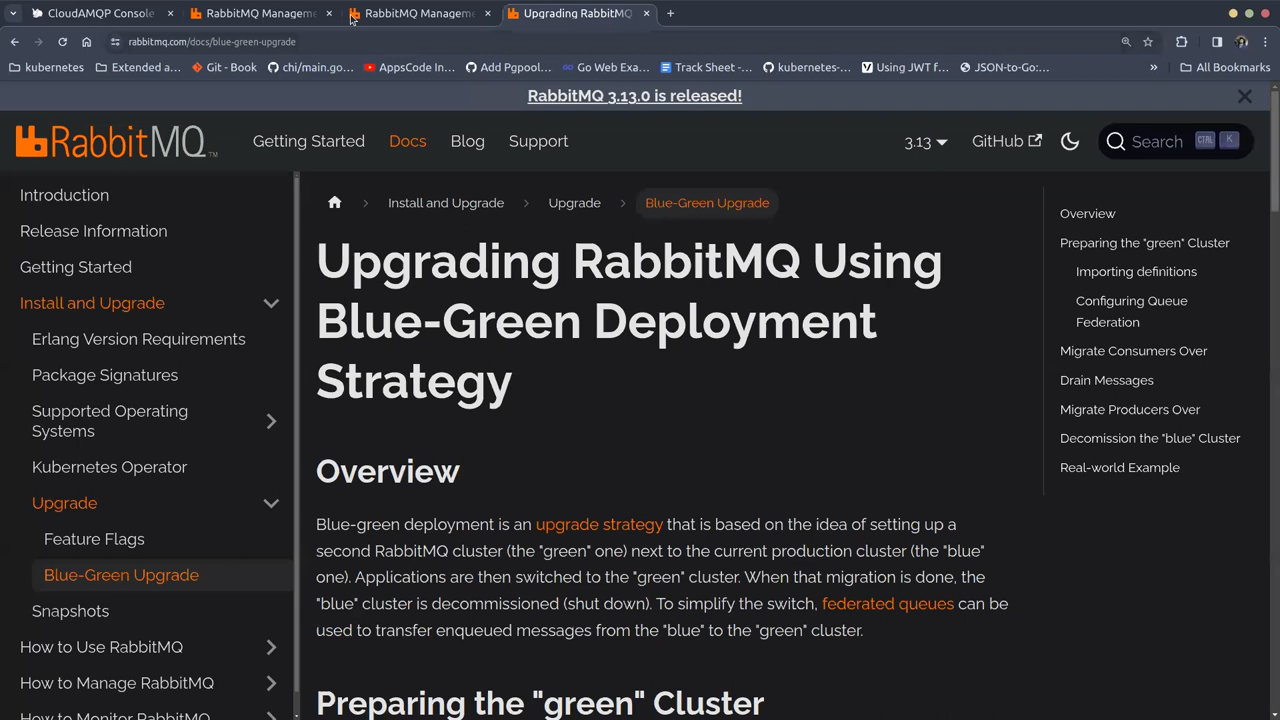 CloudAMQP Console
RabbitMQ Manageme
RabbitMQ Manageme
Upgrading RabbitMQ
rabbitmq.com/docs/blue-green-upgrade
kubernetes
Extended a...
Git - Book
chi/main.go...
AppsCode In...
Add Pgpool...
Go Web Exa...
Track Sheet -...
kubernetes-...
Using JWT f...
JSON-to-Go:...
»
All Bookmarks
RabbitMQ 3.13.0 is released!
RabbitMQ TM
Getting Started
Docs
Blog
Support
3.13
GitHub
Search
CTRL
K
Introduction
Release Information
Getting Started
Install and Upgrade
Erlang Version Requirements
Package Signatures
Supported Operating
Systems
Kubernetes Operator
Upgrade
Feature Flags
Blue-Green Upgrade
Snapshots
How to Use RabbitMQ
How to Manage RabbitMQ
How to Monitor RabbitMQ
Install and Upgrade
Upgrade
Blue-Green Upgrade
Upgrading RabbitMQ Using
Blue-Green Deployment
Strategy
Overview
Blue-green deployment is an upgrade strategy that is based on the idea of setting up a
second RabbitMQ cluster (the "green" one) next to the current production cluster (the "blue"
one). Applications are then switched to the "green" cluster. When that migration is done, the
"blue" cluster is decommissioned (shut down). To simplify the switch, federated queues can be
used to transfer enqueued messages from the "blue" to the "green" cluster.
Preparing the "green" Cluster
Overview
Preparing the "green" Cluster
Importing definitions
Configuring Queue
Federation
Migrate Consumers Over
Drain Messages
Migrate Producers Over
Decomission the "blue" Cluster
Real-world Example